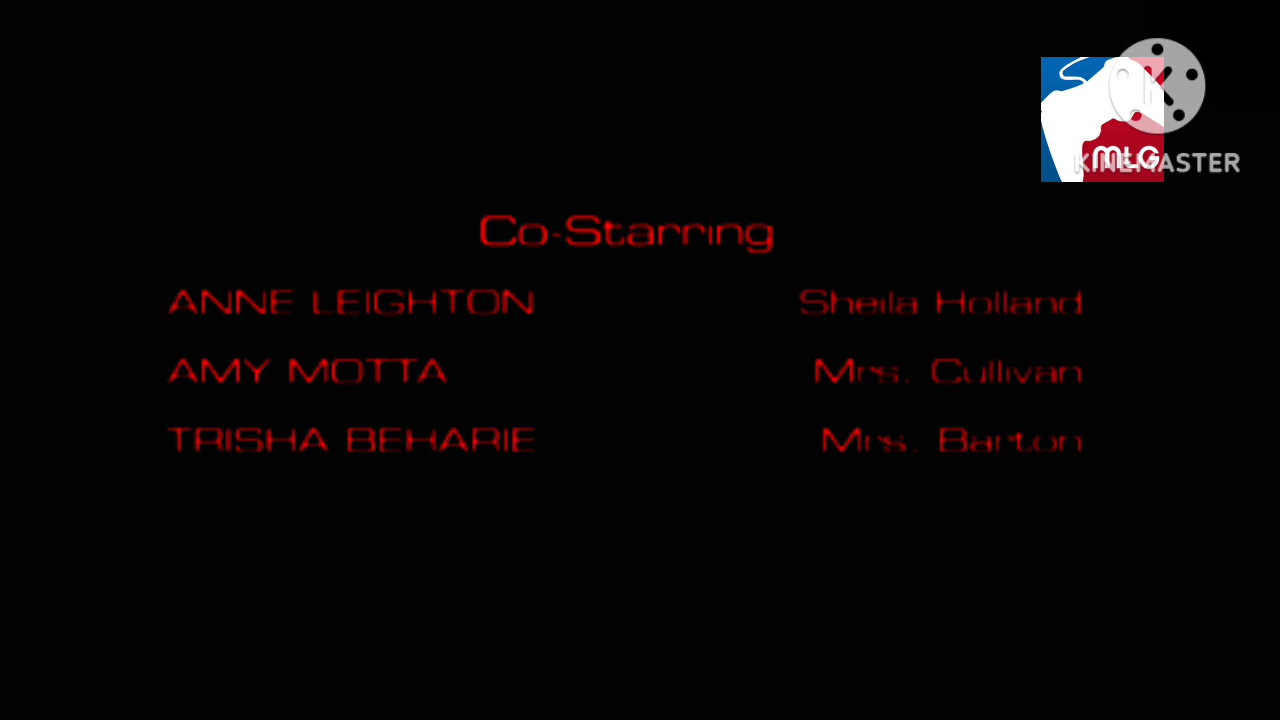 MLG
KINEMASTER
Co-Starring
ANNE LEIGHTON Sheila Holland
AMY MOTTA Mrs. Cullivan
TRISHA BEHARIE Mrs. Barton